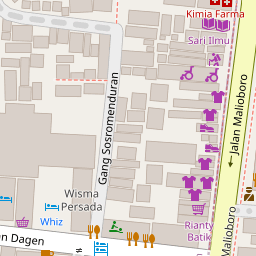 Kimia Farma
Sari Ilmu
Gang Sosromenduran
Jalan Malioboro
Wisma
Persada
Whiz
Rianty
Batik
Malioboro
Dagen